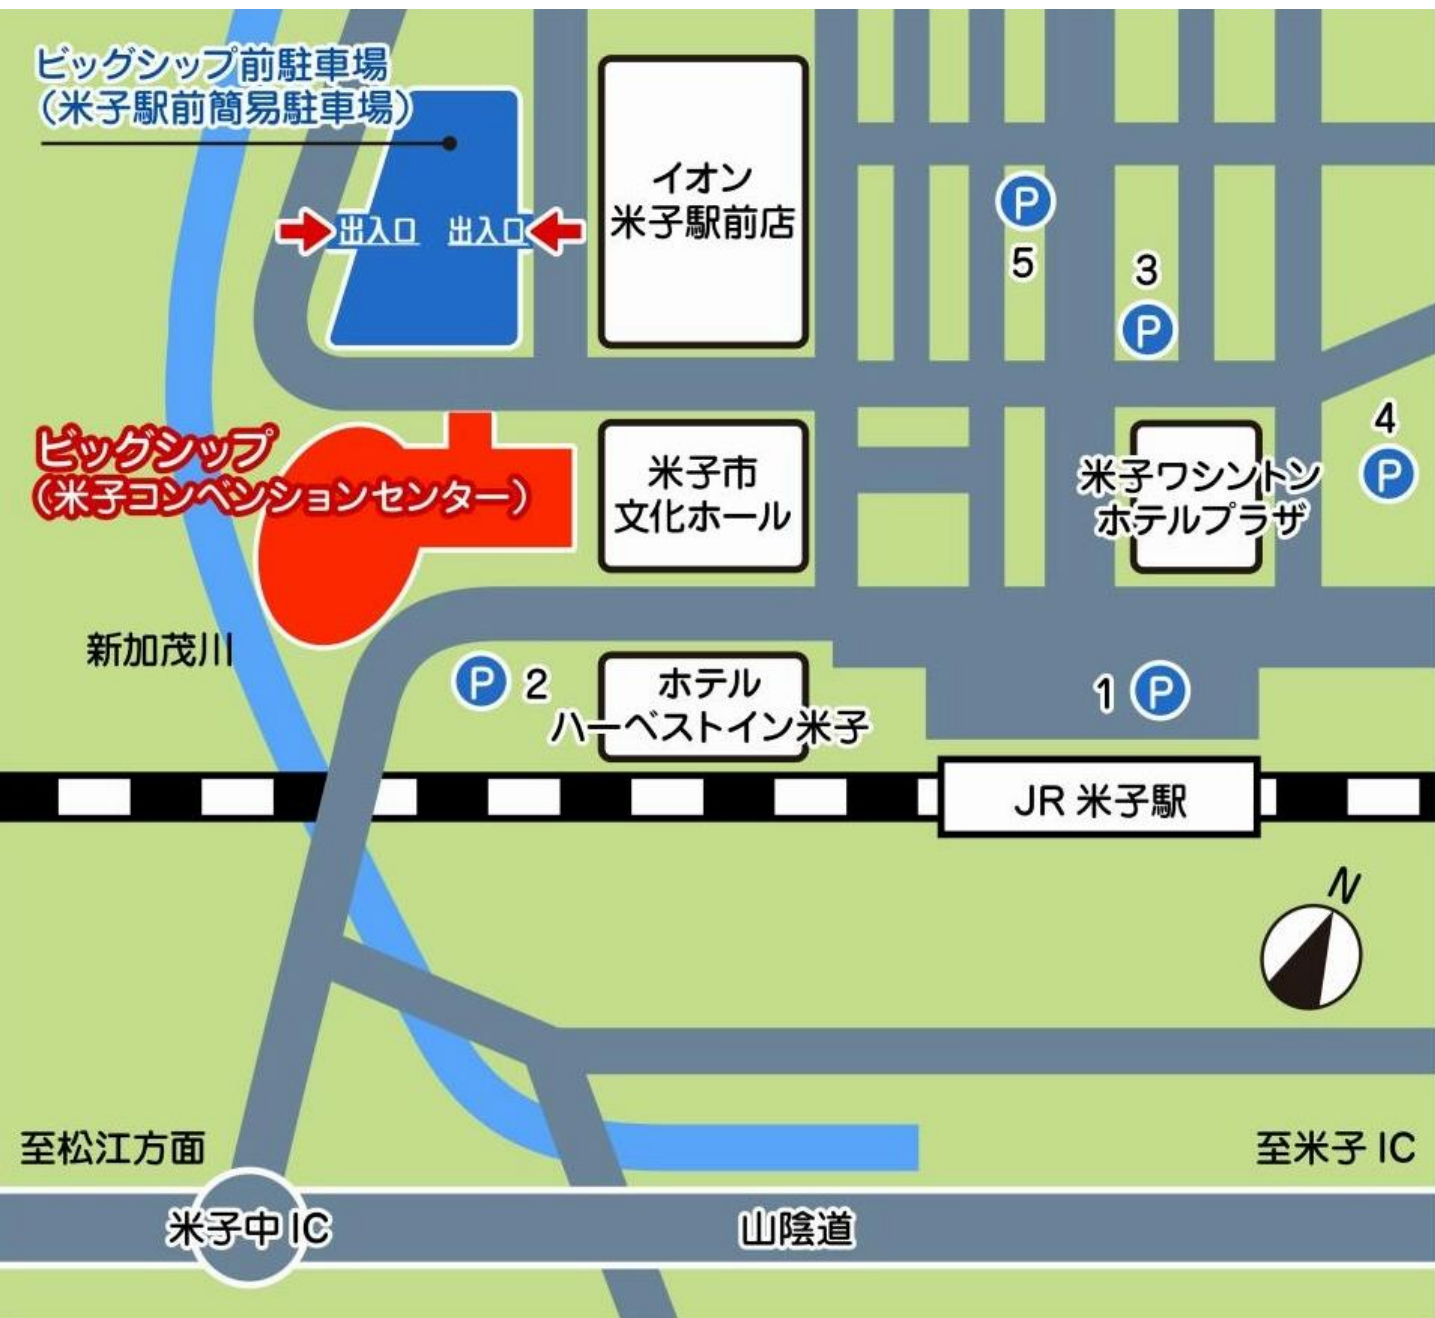 ビッグシップ前駐車場
（米子駅前簡易駐車場）
出入口 出入口
イオン
米子駅前店
P
5
3
P
4
P
ビッグシップ
（米子コンベンションセンター）
米子市
文化ホール
米子ワシントン
ホテルプラザ
新加茂川
P 2
ホテル
ハーベストイン米子
1 P
JR 米子駅
N
至松江方面
至米子 IC
米子中 IC
山陰道